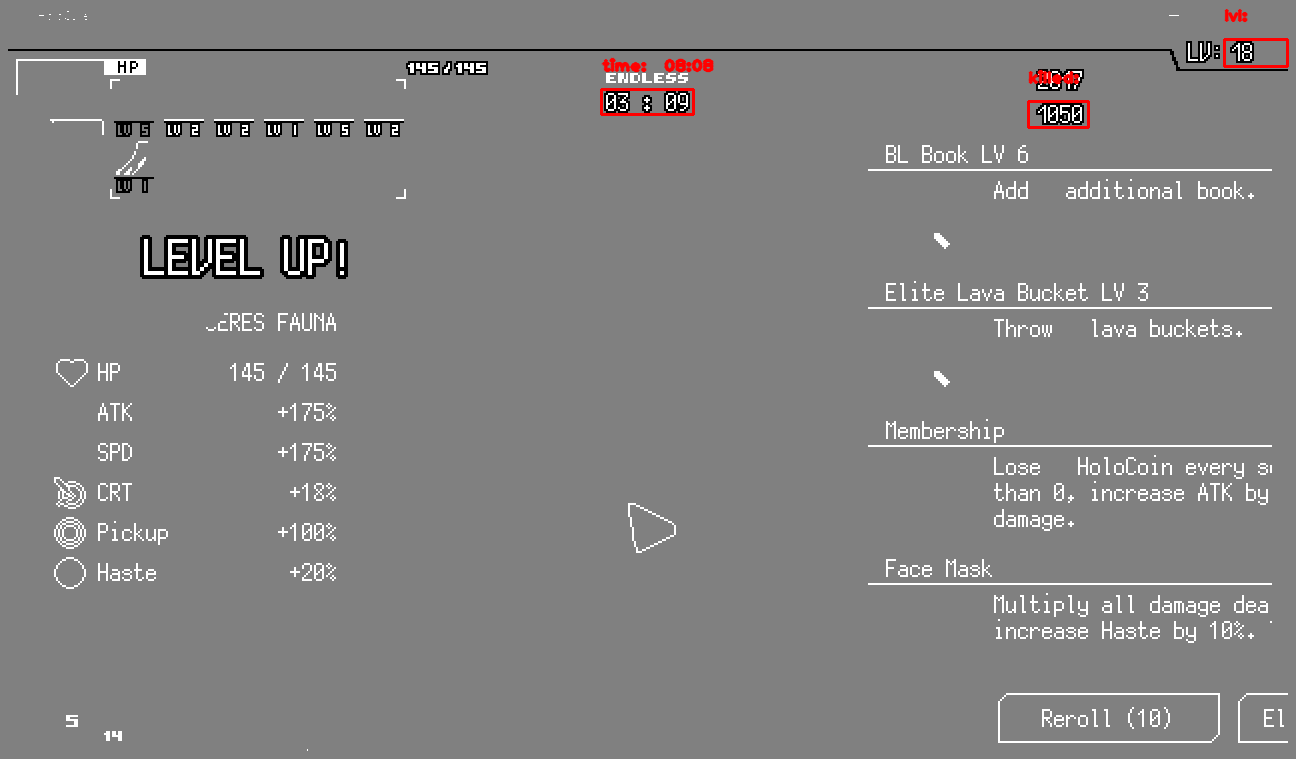 lvl:
LV: 18
HP
145/145
time: 08:08
ENDLESS
03 : 09
killed:
2847
1050
LV 5 LV 2 LV 2 LV 1 LV 5 LV 2
LV 1
LEVEL UP!
CERES FAUNA
HP 145 / 145
ATK +175%
SPD +175%
CRT +18%
Pickup +100%
Haste +20%
BL Book LV 6
Add additional book.
Elite Lava Bucket LV 3
Throw lava buckets.
Membership
Lose HoloCoin every s
than 0, increase ATK by
damage.
Face Mask
Multiply all damage dea
increase Haste by 10%.
Reroll (10)
El
5
14